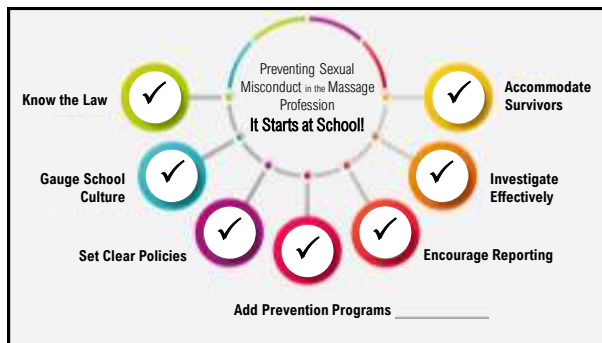 Preventing Sexual
Misconduct in the Massage
Profession
It Starts at School!
Know the Law
Gauge School
Culture
Set Clear Policies
Add Prevention Programs
Encourage Reporting
Investigate
Effectively
Accommodate
Survivors